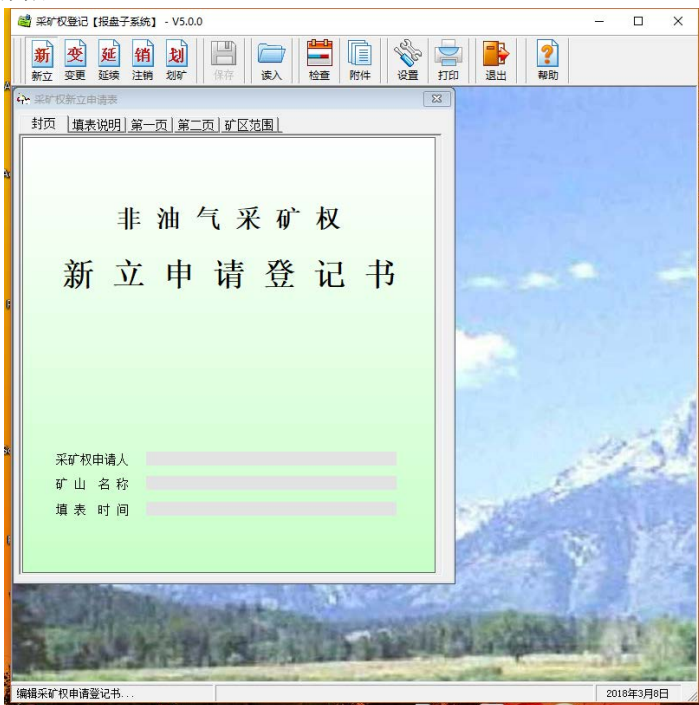 采矿权登记【报盘子系统】 - V5.0.0
新 变 延 销 划
新立 变更 延续 注销 划矿 保存 读入 检查 附件 设置 打印 退出 帮助
采矿权新立申请表
封页 填表说明 第一页 第二页 矿区范围
非油气采矿权
新立申请登记书
采矿权申请人
矿山名称
填表时间
编辑采矿权申请登记书... 2018年3月8日